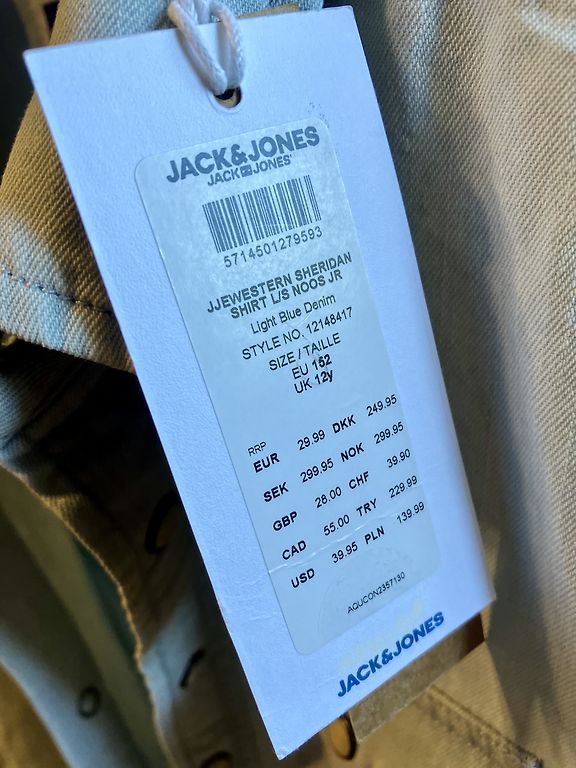 JACK&JONES
JACK&JONES
5714501279593
JJEWESTERN SHERIDAN
SHIRT L/S NOOS JR
Light Blue Denim
STYLE NO. 12148417
SIZE / TAILLE
EU 152
UK 12y
RRP
EUR 29.99 DKK 249.95
SEK 299.95 NOK 299.95
GBP 28.00 CHF 39.90
CAD 55.00 TRY 229.99
USD 39.95 PLN 139.99
AQUCON2357130
JACK&JONES